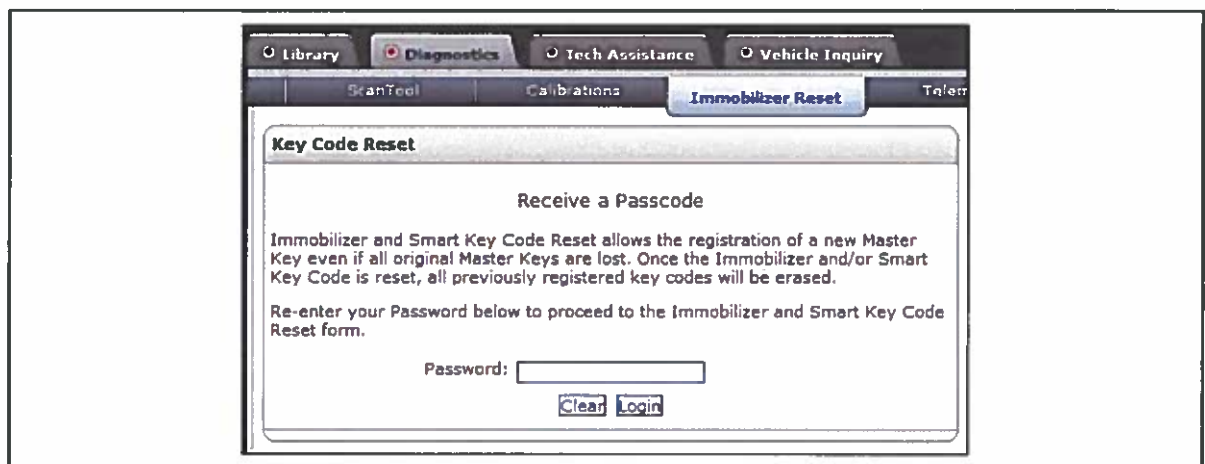 Library Diagnostics Tech Assistance Vehicle Inquiry
ScanTool Calibrations Immobilizer Reset Telem
Key Code Reset
Receive a Passcode
Immobilizer and Smart Key Code Reset allows the registration of a new Master
Key even if all original Master Keys are lost. Once the Immobilizer and/or Smart
Key Code is reset, all previously registered key codes will be erased.
Re-enter your Password below to proceed to the Immobilizer and Smart Key Code
Reset form.
Password:
Clear Login